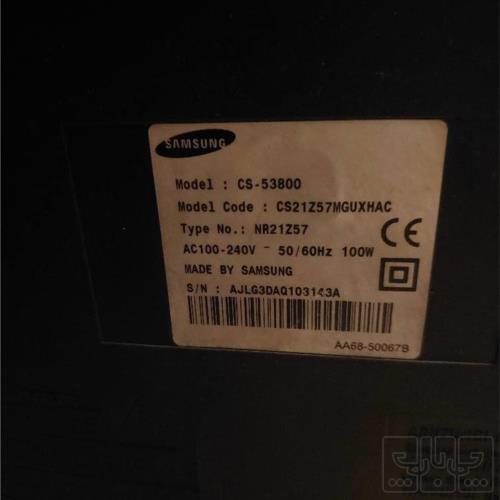 SAMSUNG
Model : CS-53800
Model Code : CS21Z57MGUXHAC
Type No.: NR21Z57
AC100-240V ~ 50/60Hz 100W
MADE BY SAMSUNG
S/N : AJLG3DAQ103143A
CE
AA68-50067B